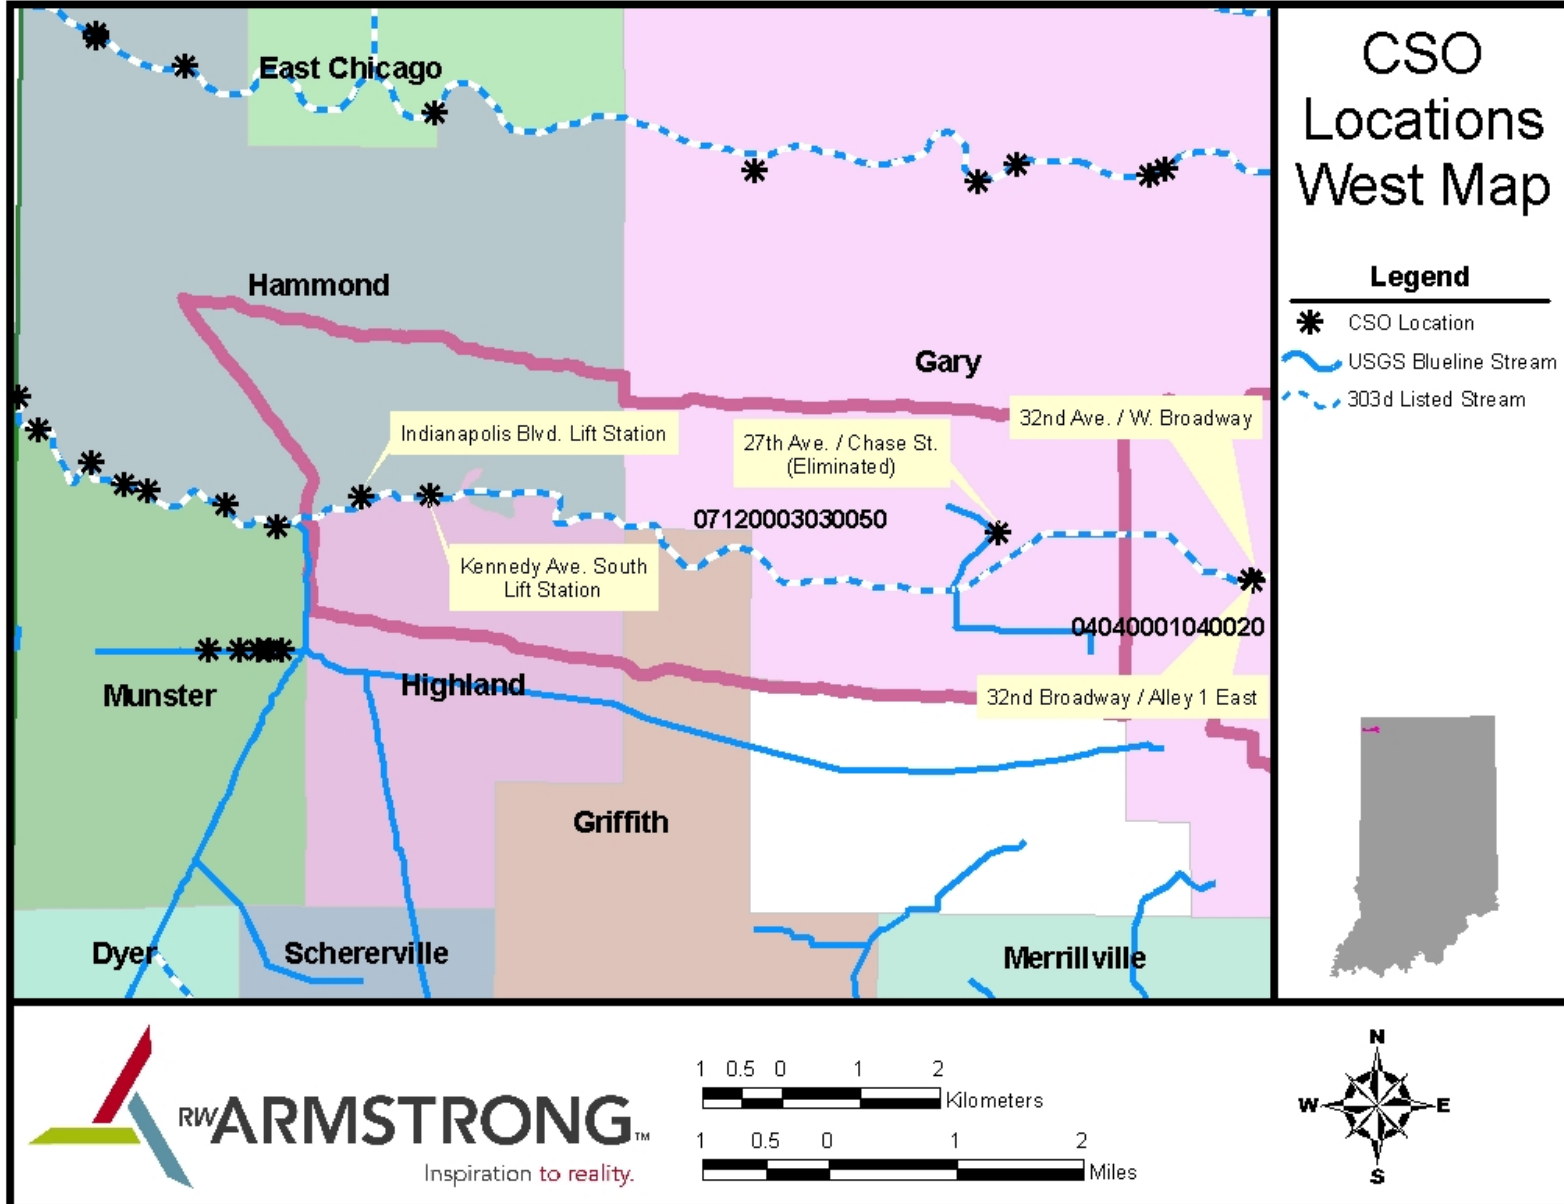 CSO
Locations
West Map
Legend
CSO Location
USGS Blueline Stream
303d Listed Stream
East Chicago
Hammond
Gary
Indianapolis Blvd. Lift Station
27th Ave. / Chase St.
(Eliminated)
32nd Ave. / W. Broadway
07120003030050
Kennedy Ave. South
Lift Station
04040001040020
32nd Broadway / Alley 1 East
Munster
Highland
Griffith
Dyer
Schererville
Merrillville
RW ARMSTRONG™
Inspiration to reality.
1 0.5 0 1 2
Kilometers
1 0.5 0 1 2
Miles
N
W E
S